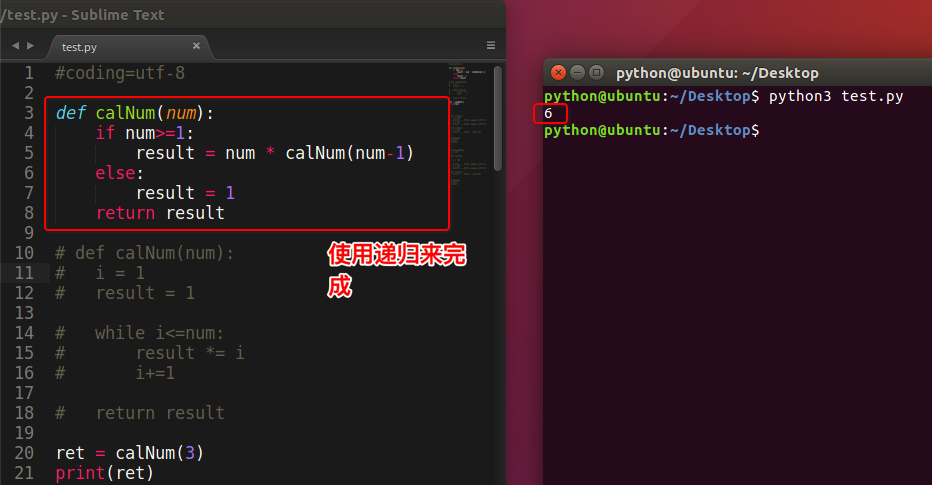 /test.py - Sublime Text
test.py
1 #coding=utf-8
2
3 def calNum(num):
4     if num>=1:
5         result = num * calNum(num-1)
6     else:
7         result = 1
8     return result
9
10 # def calNum(num):
11 #   i = 1
12 #   result = 1
13
14 #   while i<=num:
15 #       result *= i
16 #       i+=1
17
18 #   return result
19
20 ret = calNum(3)
21 print(ret)
使用递归来完
成
python@ubuntu: ~/Desktop
python@ubuntu:~/Desktop$ python3 test.py
6
python@ubuntu:~/Desktop$